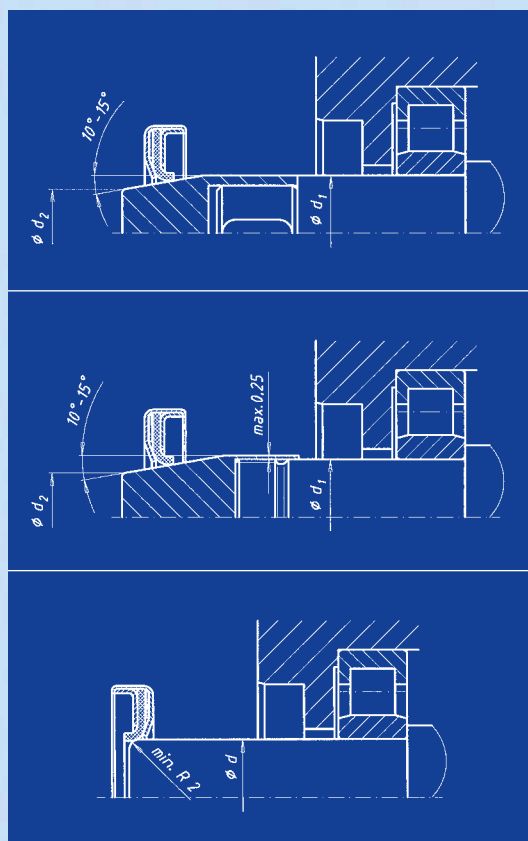 10°-15°
ø d₂
ø d₁
10°-15°
max.0,25
ø d₂
ø d₁
min. R 2
ø d